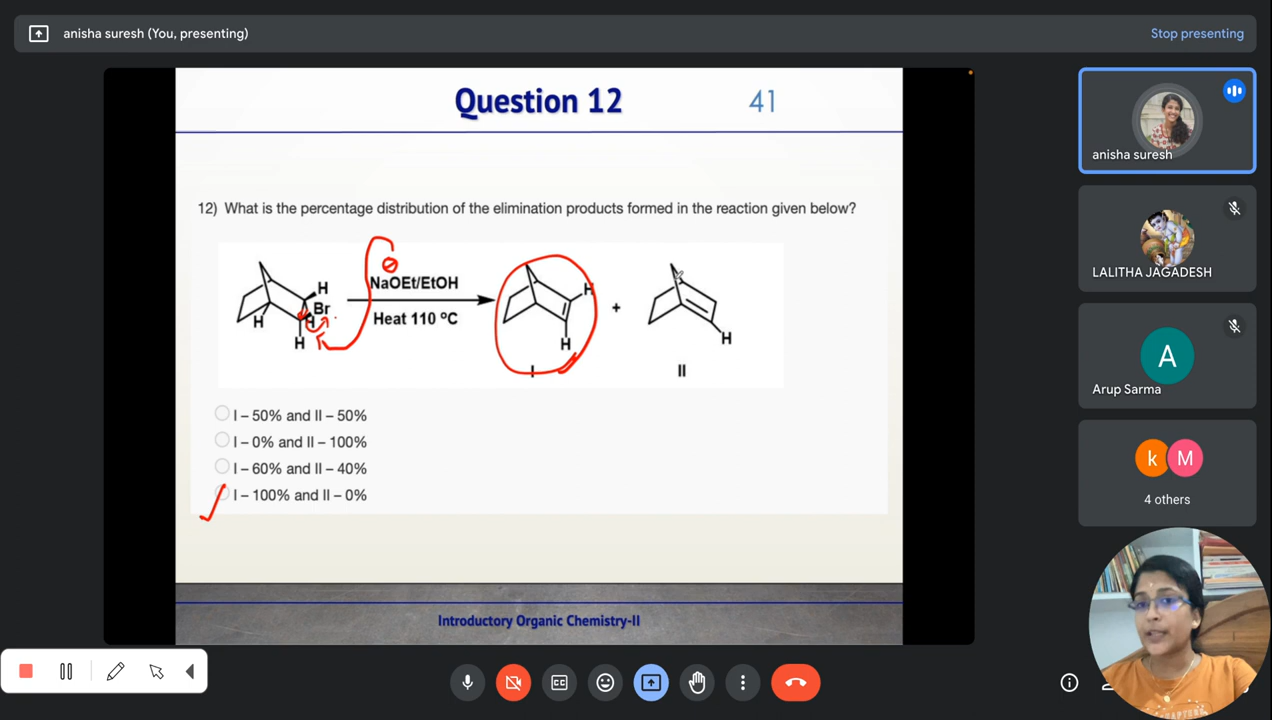 anisha suresh (You, presenting)
Stop presenting
Question 12
41
12) What is the percentage distribution of the elimination products formed in the reaction given below?
H
Br
H
H
H
NaOEt/EtOH
Heat 110 ºC
H
H
I
+
H
II
I – 50% and II – 50%
I – 0% and II – 100%
I – 60% and II – 40%
I – 100% and II – 0%
Introductory Organic Chemistry-II
anisha suresh
LALITHA JAGADESH
A
Arup Sarma
k
M
4 others